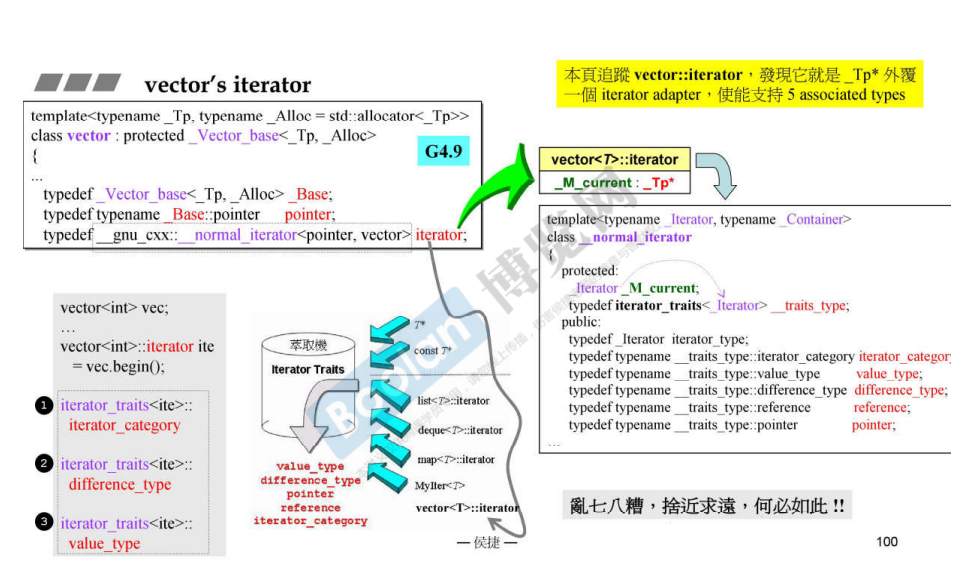 vector's iterator
本頁追蹤 vector::iterator，發現它就是 _Tp* 外覆
一個 iterator adapter，使能支持 5 associated types
template<typename _Tp, typename _Alloc = std::allocator<_Tp>>
class vector : protected _Vector_base<_Tp, _Alloc>
{
G4.9
...
typedef _Vector_base<_Tp, _Alloc> _Base;
typedef typename _Base::pointer pointer;
typedef __gnu_cxx::__normal_iterator<pointer, vector> iterator;
vector<T>::iterator
_M_current : _Tp*
template<typename _Iterator, typename _Container>
class __normal_iterator
{
protected:
_Iterator _M_current;
typedef iterator_traits<_Iterator> __traits_type;
public:
typedef _Iterator iterator_type;
typedef typename __traits_type::iterator_category iterator_category
typedef typename __traits_type::value_type value_type;
typedef typename __traits_type::difference_type difference_type;
typedef typename __traits_type::reference reference;
typedef typename __traits_type::pointer pointer;
...
vector<int> vec;
...
vector<int>::iterator ite
= vec.begin();
1 iterator_traits<ite>::
iterator_category
2 iterator_traits<ite>::
difference_type
3 iterator_traits<ite>::
value_type
萃取機
Iterator Traits
T*
const T*
list<T>::iterator
deque<T>::iterator
map<T>::iterator
MyIter<T>
vector<T>::iterator
value_type
difference_type
pointer
reference
iterator_category
亂七八糟，捨近求遠，何必如此 !!
— 侯捷 —
100
Boolan 博览网